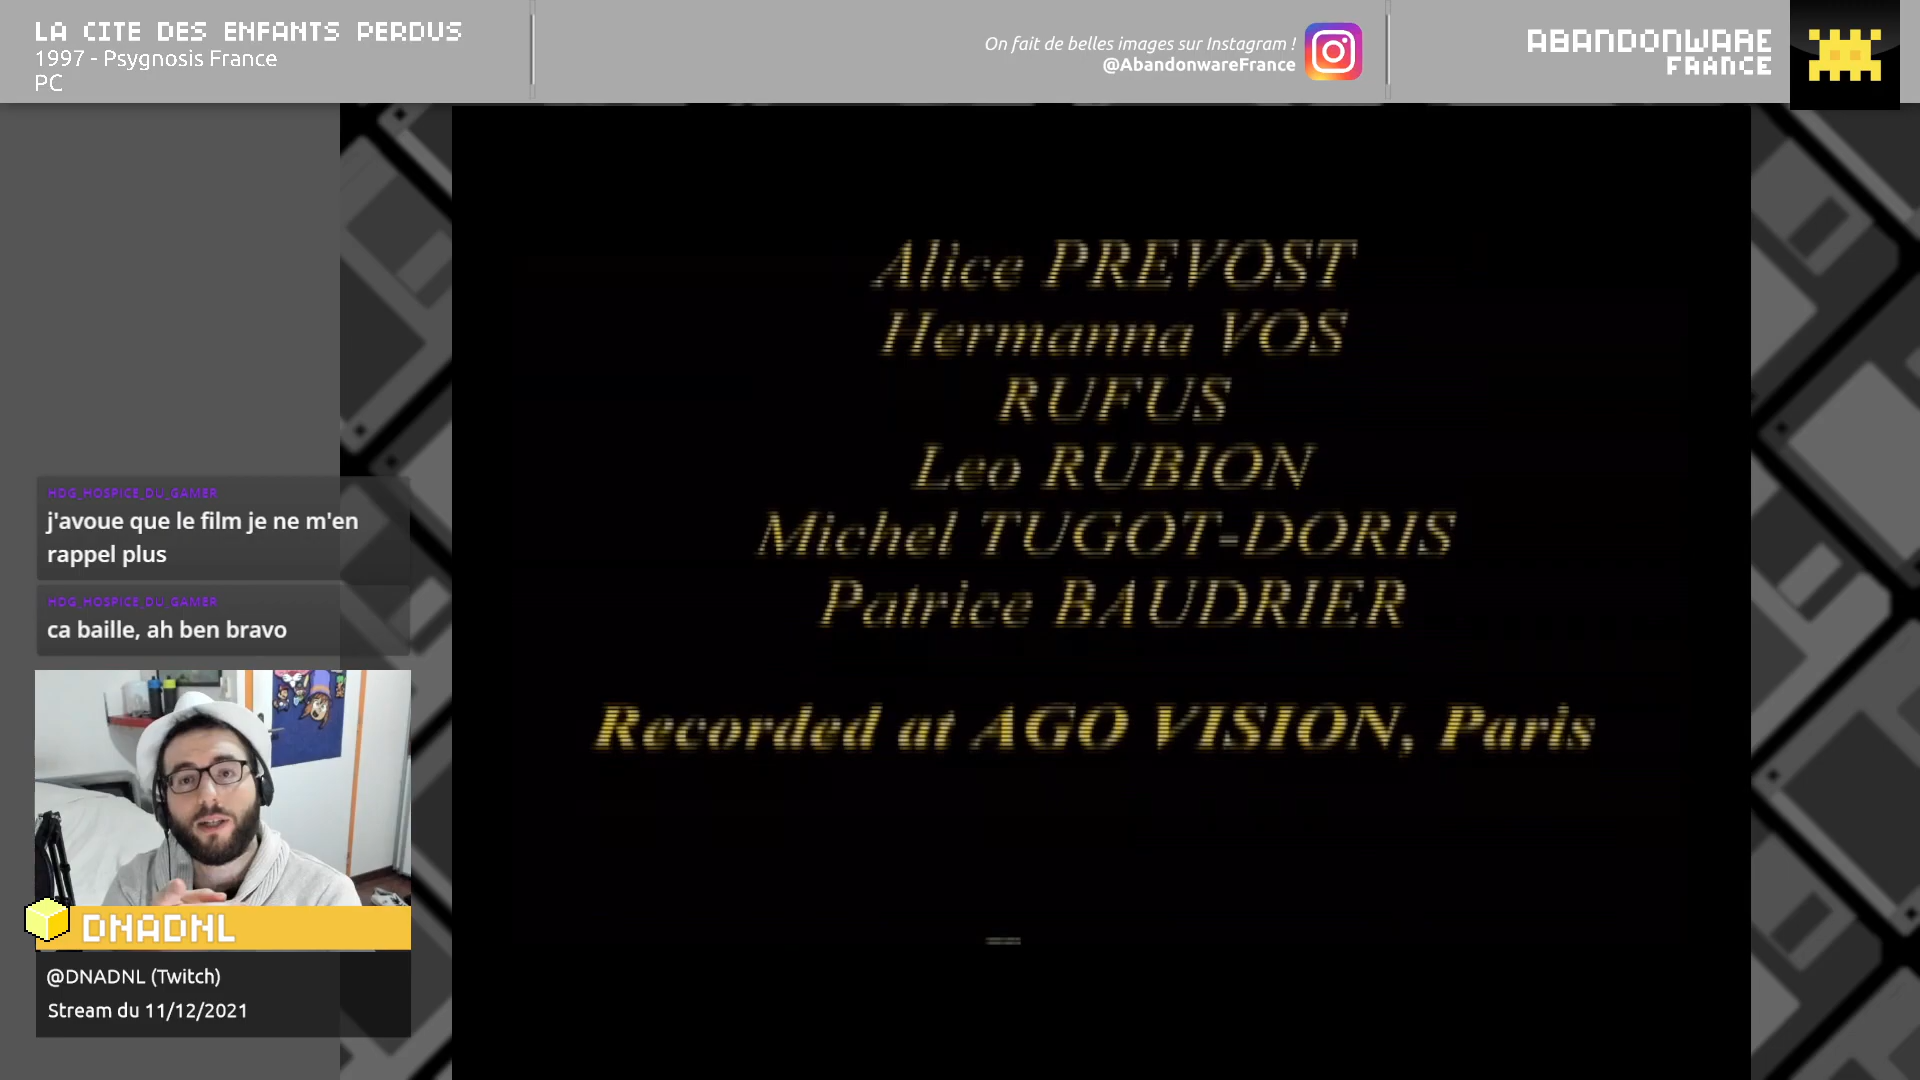 LA CITE DES ENFANTS PERDUS
1997 - Psygnosis France
PC
On fait de belles images sur Instagram !
@AbandonwareFrance
ABANDONWARE
FRANCE
Alice PREVOST
Hermanna VOS
RUFUS
Leo RUBION
Michel TUGOT-DORIS
Patrice BAUDRIER
Recorded at AGO VISION, Paris
HDG_HOSPICE_DU_GAMER
j'avoue que le film je ne m'en
rappel plus
HDG_HOSPICE_DU_GAMER
ca baille, ah ben bravo
DNADNL
@DNADNL (Twitch)
Stream du 11/12/2021